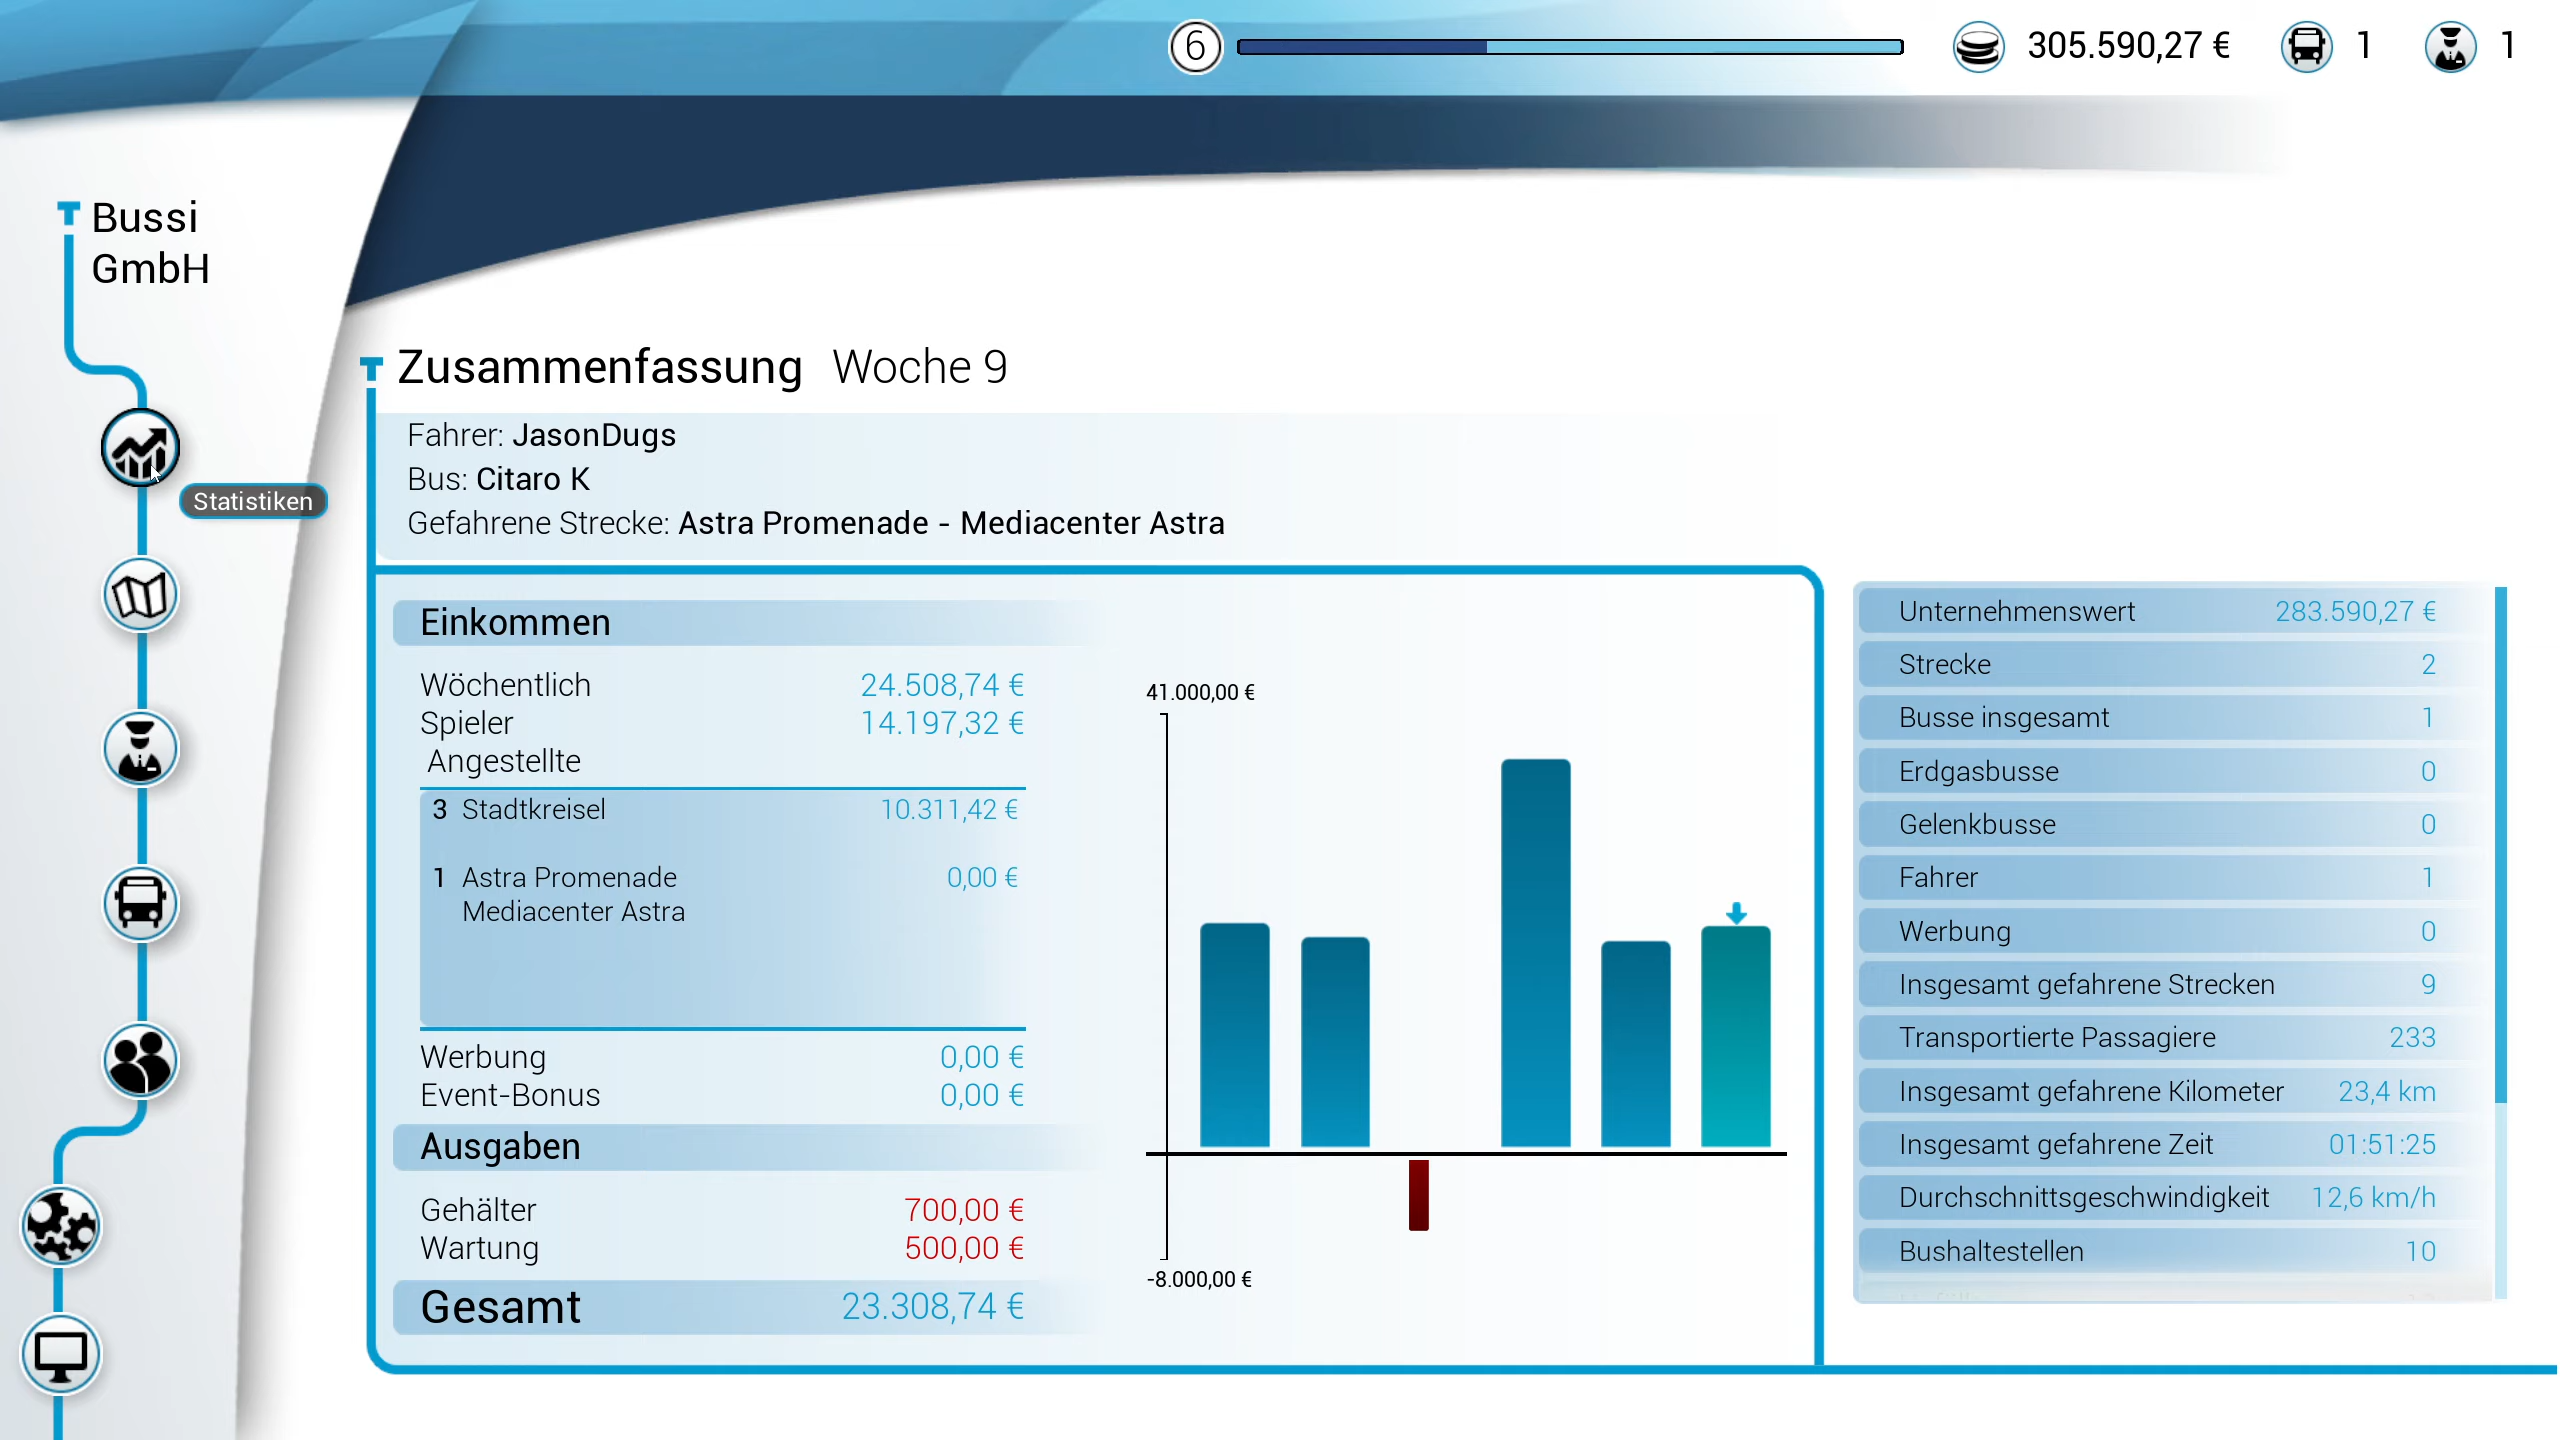 6
305.590,27 €
1
1
Bussi
GmbH
Statistiken
Zusammenfassung Woche 9
Fahrer: JasonDugs
Bus: Citaro K
Gefahrene Strecke: Astra Promenade - Mediacenter Astra
Einkommen
Wöchentlich 24.508,74 €
Spieler 14.197,32 €
Angestellte
3 Stadtkreisel 10.311,42 €
1 Astra Promenade 0,00 €
Mediacenter Astra
Werbung 0,00 €
Event-Bonus 0,00 €
Ausgaben
Gehälter 700,00 €
Wartung 500,00 €
Gesamt 23.308,74 €
41.000,00 €
-8.000,00 €
Unternehmenswert 283.590,27 €
Strecke 2
Busse insgesamt 1
Erdgasbusse 0
Gelenkbusse 0
Fahrer 1
Werbung 0
Insgesamt gefahrene Strecken 9
Transportierte Passagiere 233
Insgesamt gefahrene Kilometer 23,4 km
Insgesamt gefahrene Zeit 01:51:25
Durchschnittsgeschwindigkeit 12,6 km/h
Bushaltestellen 10